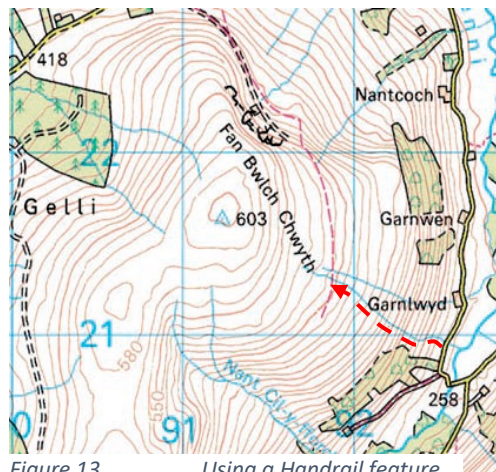 418
Nantcoch
22
Fan Bwlch Chwyth
Gelli
603
Garnwen
Garnlwyd
21
580
550
Nant
91
92
258
Figure 13 Using a Handrail feature